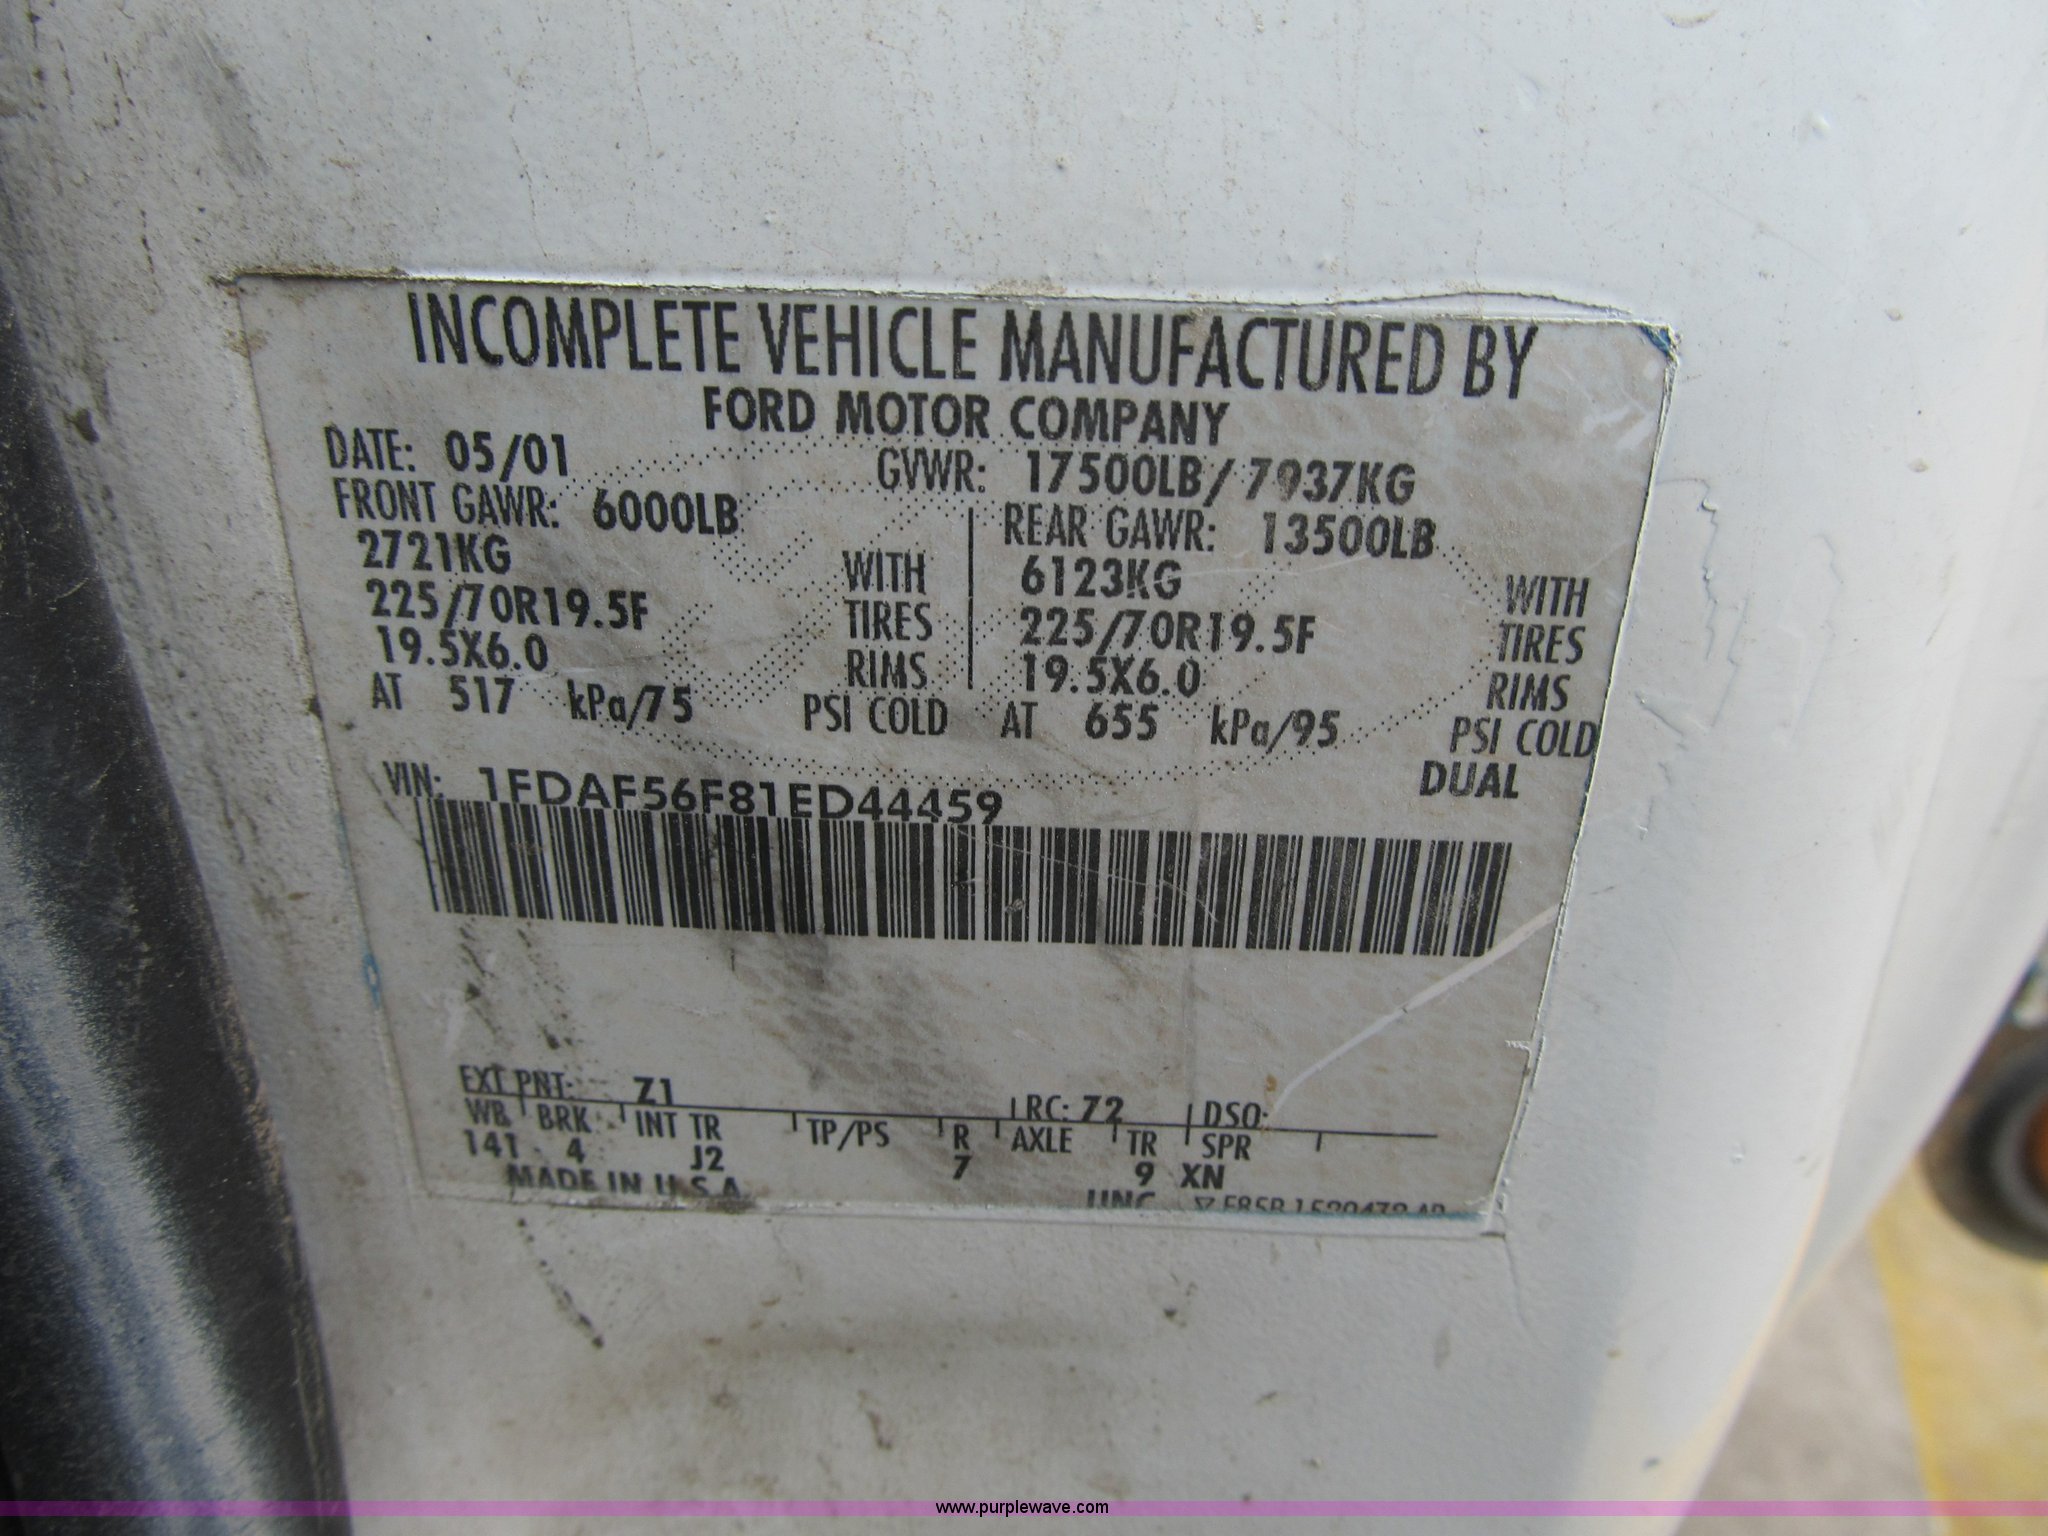 INCOMPLETE VEHICLE MANUFACTURED BY
FORD MOTOR COMPANY
DATE: 05/01 GVWR: 17500LB / 7937KG
FRONT GAWR: 6000LB REAR GAWR: 13500LB
2721KG WITH 6123KG WITH
225/70R19.5F TIRES 225/70R19.5F TIRES
19.5X6.0 RIMS 19.5X6.0 RIMS
AT 517 kPa/75 PSI COLD AT 655 kPa/95 PSI COLD
DUAL
VIN: 1FDAF56F81ED44459
EXT PNT: Z1 RC: 72 DSO:
WB BRK INT TR TP/PS R AXLE TR SPR
141 4 J2 7 9 XN
MADE IN U.S.A. UNC
www.purplewave.com